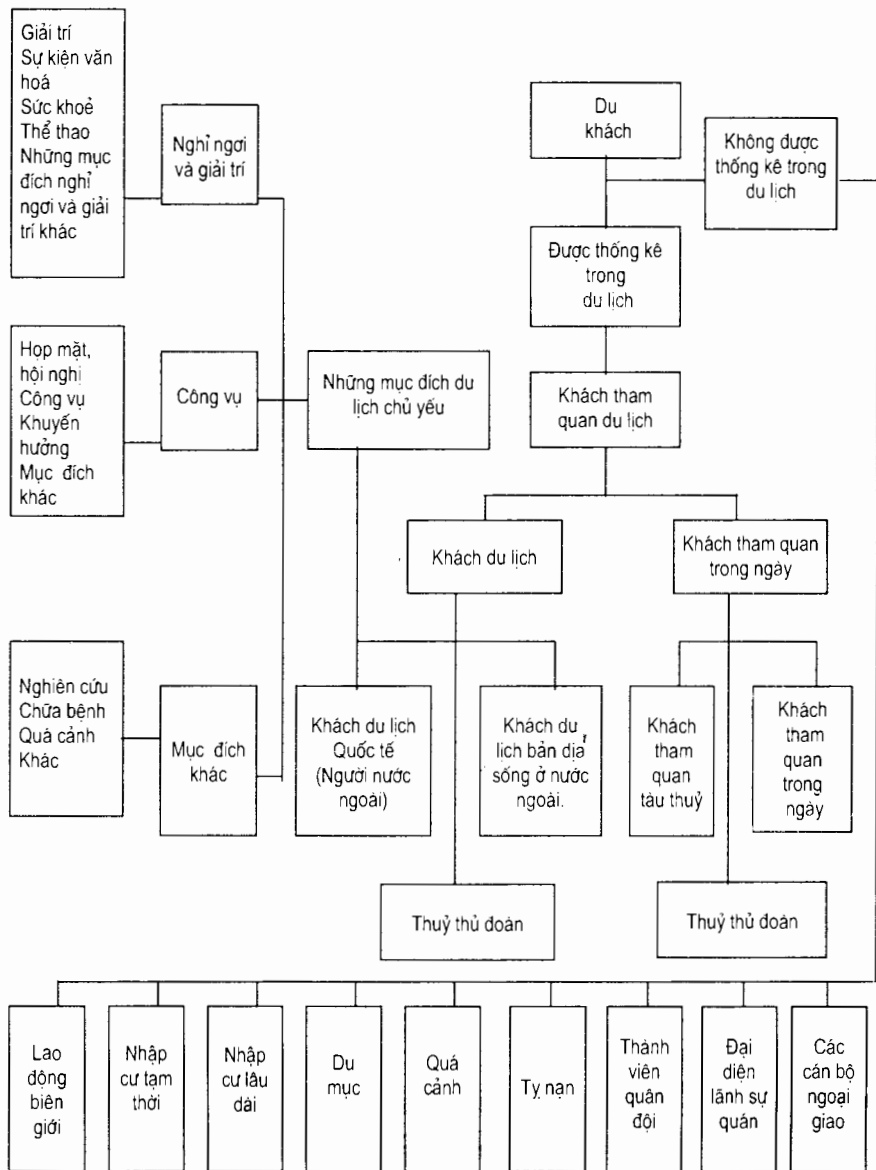 Giải trí
Sự kiện văn
hoá
Sức khoẻ
Thể thao
Những mục
đích nghỉ
ngơi và giải
trí khác
Nghỉ ngơi
và giải trí
Du
khách
Không được
thống kê trong
du lịch
Được thống kê
trong
du lịch
Họp mặt,
hội nghị
Công vụ
Khuyến
hưởng
Mục đích
khác
Công vụ
Những mục đích du
lịch chủ yếu
Khách tham
quan du lịch
Khách du lịch
Khách tham quan
trong ngày
Nghiên cứu
Chữa bệnh
Quá cảnh
Khác
Mục đích
khác
Khách du lịch
Quốc tế
(Người nước
ngoài)
Khách du
lịch bản địa
sống ở nước
ngoài.
Khách
tham
quan
tàu thuỷ
Khách
tham
quan
trong
ngày
Thuỷ thủ đoàn
Thuỷ thủ đoàn
Lao
động
biên
giới
Nhập
cư tạm
thời
Nhập
cư lâu
dài
Du
mục
Quá
cảnh
Tỵ nạn
Thành
viên
quân
đội
Đại
diện
lãnh sự
quán
Các
cán bộ
ngoại
giao